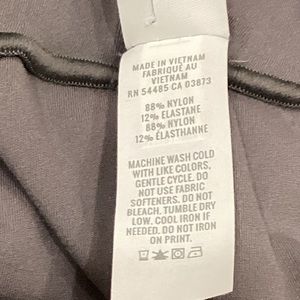 MADE IN VIETNAM
FABRIQUÉ AU
VIETNAM
RN 54485 CA 03873
88% NYLON
12% ELASTANE
88% NYLON
12% ÉLASTHANNE
MACHINE WASH COLD
WITH LIKE COLORS,
GENTLE CYCLE. DO
NOT USE FABRIC
SOFTENERS. DO NOT
BLEACH. TUMBLE DRY
LOW. COOL IRON IF
NEEDED. DO NOT IRON
ON PRINT.